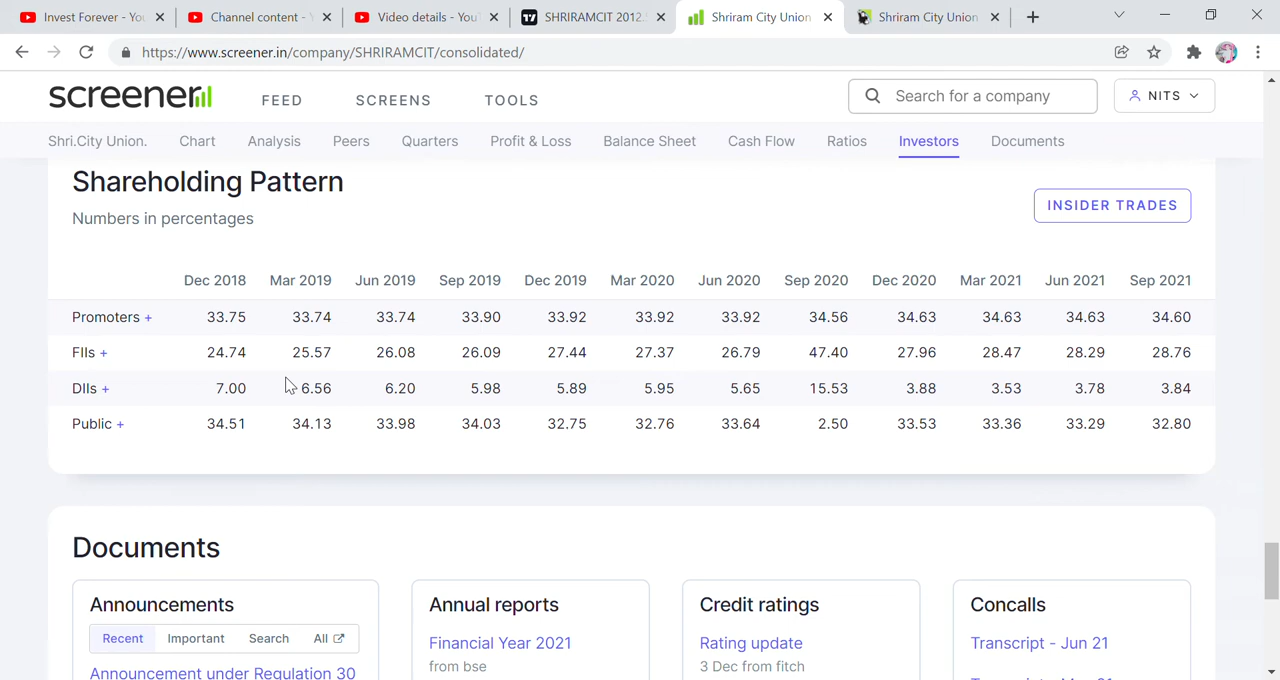 Invest Forever - You
Channel content - Y
Video details - YouT
SHRIRAMCIT 2012.
Shriram City Union
Shriram City Union
https://www.screener.in/company/SHRIRAMCIT/consolidated/
screener
FEED SCREENS TOOLS
Search for a company
NITS
Shri.City Union. Chart Analysis Peers Quarters Profit & Loss Balance Sheet Cash Flow Ratios Investors Documents
Shareholding Pattern
Numbers in percentages
INSIDER TRADES
Dec 2018 Mar 2019 Jun 2019 Sep 2019 Dec 2019 Mar 2020 Jun 2020 Sep 2020 Dec 2020 Mar 2021 Jun 2021 Sep 2021
Promoters + 33.75 33.74 33.74 33.90 33.92 33.92 33.92 34.56 34.63 34.63 34.63 34.60
FIIs + 24.74 25.57 26.08 26.09 27.44 27.37 26.79 47.40 27.96 28.47 28.29 28.76
DIIs + 7.00 6.56 6.20 5.98 5.89 5.95 5.65 15.53 3.88 3.53 3.78 3.84
Public + 34.51 34.13 33.98 34.03 32.75 32.76 33.64 2.50 33.53 33.36 33.29 32.80
Documents
Announcements
Recent Important Search All
Announcement under Regulation 30
Annual reports
Financial Year 2021
from bse
Credit ratings
Rating update
3 Dec from fitch
Concalls
Transcript - Jun 21